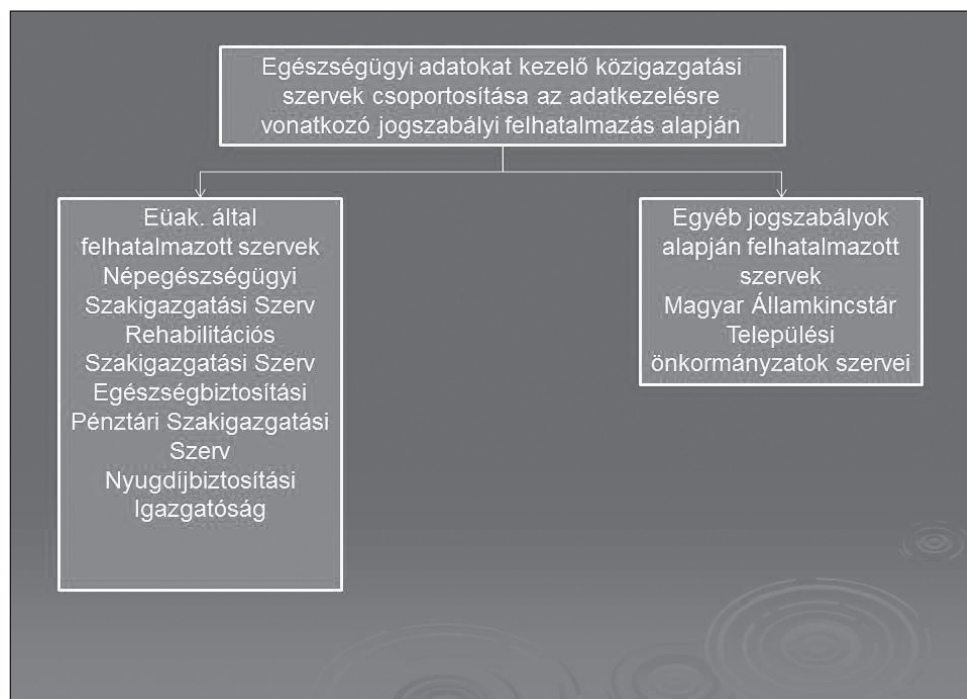 Egészségügyi adatokat kezelő közigazgatási
szervek csoportosítása az adatkezelésre
vonatkozó jogszabályi felhatalmazás alapján
Eüak. által
felhatalmazott szervek
Népegészségügyi
Szakigazgatási Szerv
Rehabilitációs
Szakigazgatási Szerv
Egészségbiztosítási
Pénztári Szakigazgatási
Szerv
Nyugdíjbiztosítási
Igazgatóság
Egyéb jogszabályok
alapján felhatalmazott
szervek
Magyar Államkincstár
Települési
önkormányzatok szervei